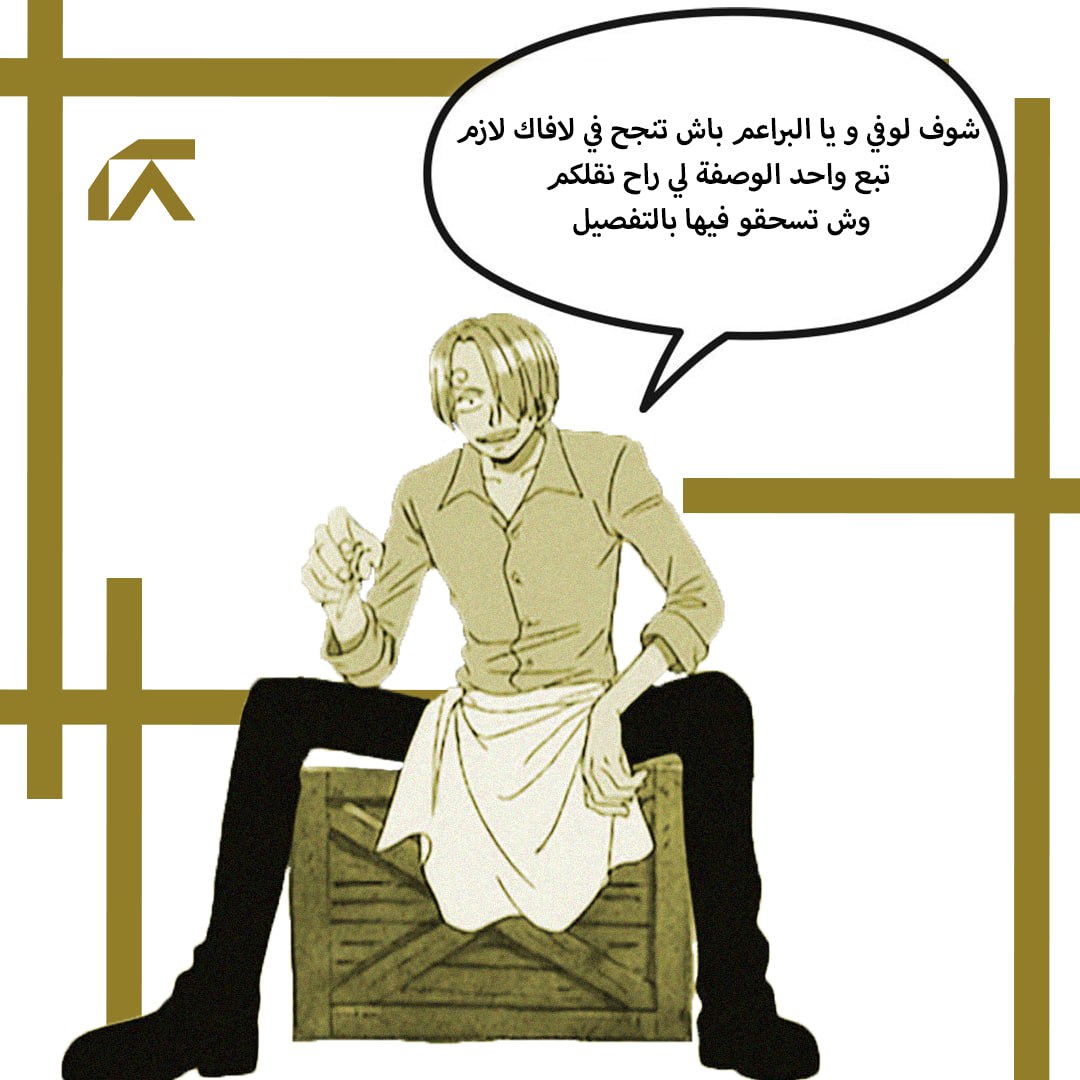 شوف لوفي و يا البراعم باش تنجح في لافاك لازم
تبع واحد الوصفة لي راح نقلكم
وش تسحقو فيها بالتفصيل